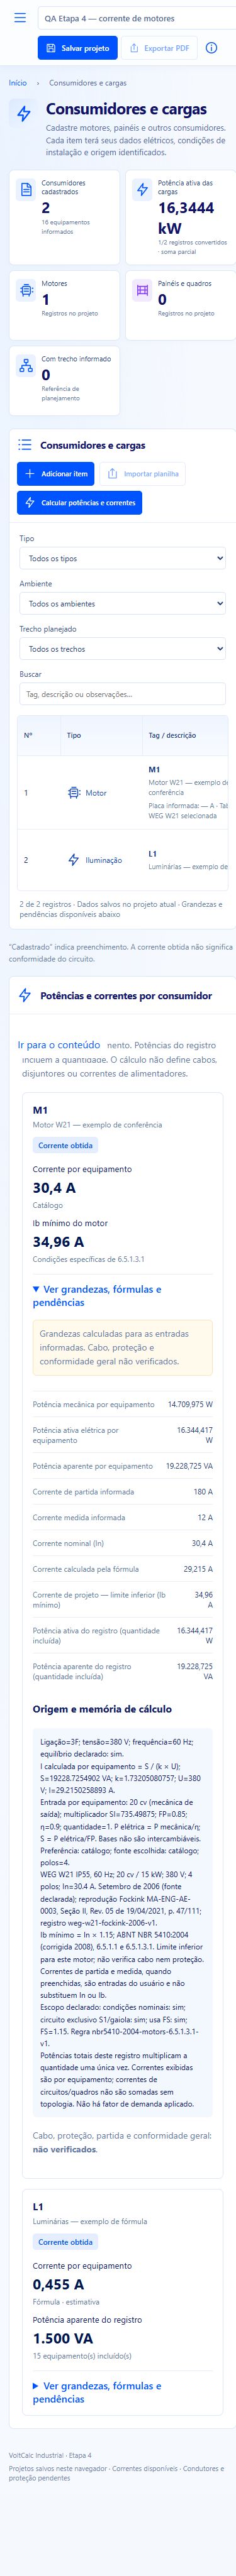 QA Etapa 4 — corrente de motores
Salvar projeto
Exportar PDF
Início › Consumidores e cargas
Consumidores e cargas
Cadastre motores, painéis e outros consumidores.
Cada item terá seus dados elétricos, condições de
instalação e origem identificados.
Consumidores
cadastrados
2
16 equipamentos
informados
Potência ativa das
cargas
16,3444
kW
1/2 registros convertidos
· soma parcial
Motores
1
Registros no projeto
Painéis e quadros
0
Registros no projeto
Com trecho informado
0
Referência de
planejamento
Consumidores e cargas
Adicionar item
Importar planilha
Calcular potências e correntes
Tipo
Todos os tipos
Ambiente
Todos os ambientes
Trecho planejado
Todos os trechos
Buscar
Tag, descrição ou observações...
Nº Tipo Tag / descrição
1 Motor
M1
Motor W21 — exemplo de
conferência
Placa informada: — A · Tab
WEG W21 selecionada
2 Iluminação
L1
Luminárias — exemplo de
2 de 2 registros · Dados salvos no projeto atual · Grandezas e
pendências disponíveis abaixo
"Cadastrado" indica preenchimento. A corrente obtida não significa
conformidade do circuito.
Potências e correntes por consumidor
Ir para o conteúdo
nento. Potências do registro
incluem a quantidade. O cálculo não define cabos,
disjuntores ou correntes de alimentadores.
M1
Motor W21 — exemplo de conferência
Corrente obtida
Corrente por equipamento
30,4 A
Catálogo
Ib mínimo do motor
34,96 A
Condições específicas de 6.5.1.3.1
▼ Ver grandezas, fórmulas e
pendências
Grandezas calculadas para as entradas
informadas. Cabo, proteção e
conformidade geral não verificados.
Potência mecânica por equipamento 14.709,975 W
Potência ativa elétrica por
equipamento
16.344,417
W
Potência aparente por equipamento 19.228,725 VA
Corrente de partida informada 180 A
Corrente medida informada 12 A
Corrente nominal (In) 30,4 A
Corrente calculada pela fórmula 29,215 A
Corrente de projeto — limite inferior (Ib
mínimo)
34,96
A
Potência ativa do registro (quantidade
incluída)
16.344,417
W
Potência aparente do registro
(quantidade incluída)
19.228,725
VA
Origem e memória de cálculo
Ligação=3F; tensão=380 V; frequência=60 Hz;
equilíbrio declarado: sim.
I calculada por equipamento = S / (k × U);
S=19228.7254902 VA; k=1.73205080757; U=380
V; I=29.2150258893 A.
Entrada por equipamento: 20 cv (mecânica de
saída); multiplicador SI=735.49875; FP=0.85;
η=0.9; quantidade=1. P elétrica = P mecânica/η;
S = P elétrica/FP. Bases não são intercambiáveis.
Preferência: catálogo; fonte escolhida: catálogo;
polos=4.
WEG W21 IP55, 60 Hz; 20 cv / 15 kW; 380 V; 4
polos; In=30.4 A. Setembro de 2006 (fonte
declarada); reprodução Fockink MA-ENG-AE-
0003, Seção II, Rev. 05 de 19/04/2021, p. 47/111;
registro weg-w21-fockink-2006-v1.
Ib mínimo = In × 1.15; ABNT NBR 5410:2004
(corrigida 2008), 6.5.1.1 e 6.5.1.3.1. Limite inferior
para este motor; não verifica cabo nem proteção.
Correntes de partida e medida, quando
preenchidas, são entradas do usuário e não
substituem In ou Ib.
Escopo declarado: condições nominais: sim;
circuito exclusivo S1/gaiola: sim; usa FS: sim;
FS=1.15. Regra nbr5410-2004-motors-6.5.1.3.1-
v1.
Potências totais deste registro multiplicam a
quantidade uma única vez. Correntes exibidas
são por equipamento; correntes de
circuitos/quadros não são somadas sem
topologia. Não há fator de demanda aplicado.
Cabo, proteção, partida e conformidade geral:
não verificados.
L1
Luminárias — exemplo de fórmula
Corrente obtida
Corrente por equipamento
0,455 A
Fórmula · estimativa
Potência aparente do registro
1.500 VA
15 equipamento(s) incluído(s)
▶ Ver grandezas, fórmulas e
pendências
VoltCalc Industrial · Etapa 4
Projetos salvos neste navegador · Correntes disponíveis · Condutores e
proteção pendentes